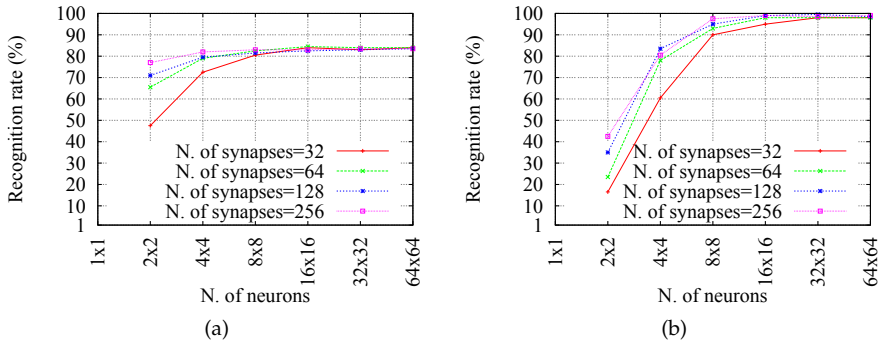 Recognition rate (%)
100
90
80
70
60
50
40
30
20
10
1
N. of synapses=32
N. of synapses=64
N. of synapses=128
N. of synapses=256
1x1
2x2
4x4
8x8
16x16
32x32
64x64
N. of neurons
(a)
Recognition rate (%)
100
90
80
70
60
50
40
30
20
10
1
N. of synapses=32
N. of synapses=64
N. of synapses=128
N. of synapses=256
1x1
2x2
4x4
8x8
16x16
32x32
64x64
N. of neurons
(b)